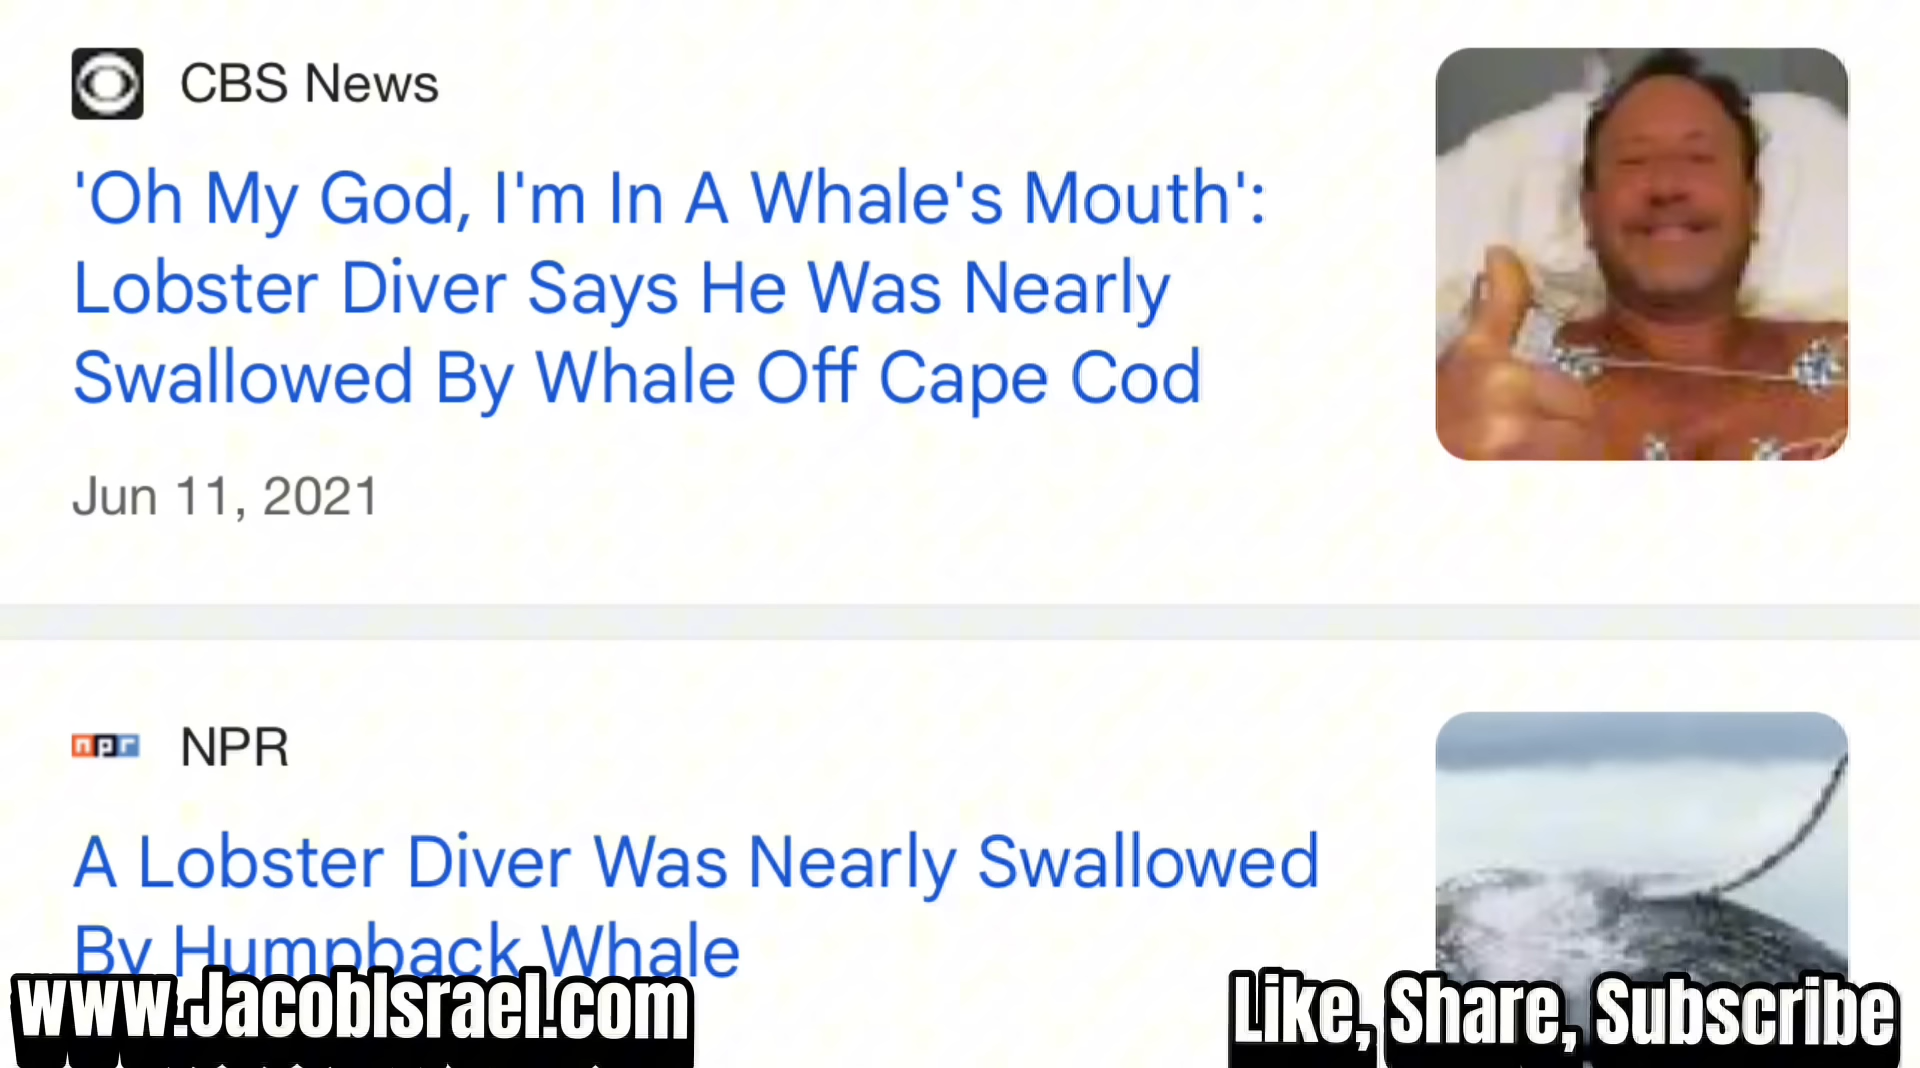 CBS News
'Oh My God, I'm In A Whale's Mouth':
Lobster Diver Says He Was Nearly
Swallowed By Whale Off Cape Cod
Jun 11, 2021
npr NPR
A Lobster Diver Was Nearly Swallowed
By Humpback Whale
www.JacobIsrael.com
Like, Share, Subscribe